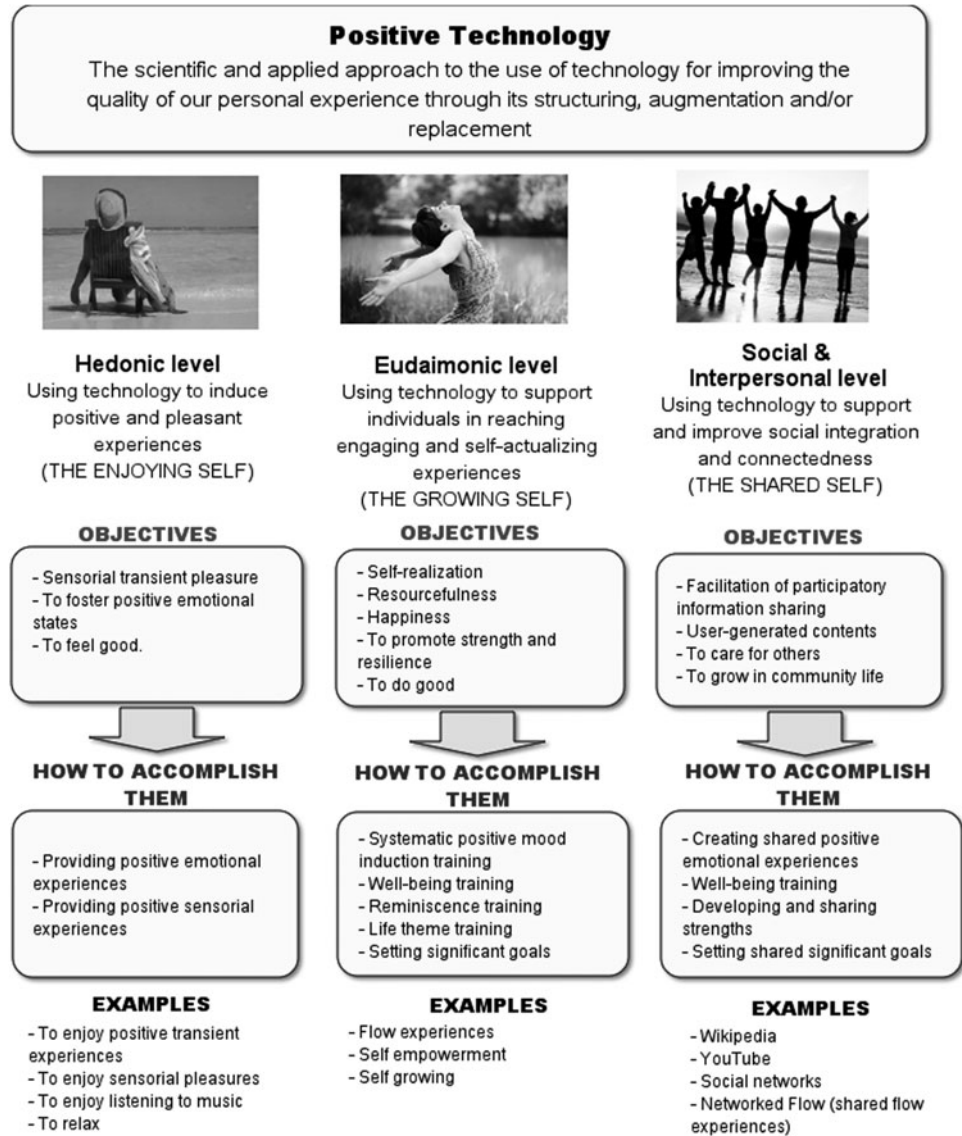 Positive Technology
The scientific and applied approach to the use of technology for improving the
quality of our personal experience through its structuring, augmentation and/or
replacement
Hedonic level
Using technology to induce
positive and pleasant
experiences
(THE ENJOYING SELF)
OBJECTIVES
- Sensorial transient pleasure
- To foster positive emotional
states
- To feel good.
HOW TO ACCOMPLISH
THEM
- Providing positive emotional
experiences
- Providing positive sensorial
experiences
EXAMPLES
- To enjoy positive transient
experiences
- To enjoy sensorial pleasures
- To enjoy listening to music
- To relax
Eudaimonic level
Using technology to support
individuals in reaching
engaging and self-actualizing
experiences
(THE GROWING SELF)
OBJECTIVES
- Self-realization
- Resourcefulness
- Happiness
- To promote strength and
resilience
- To do good
HOW TO ACCOMPLISH
THEM
- Systematic positive mood
induction training
- Well-being training
- Reminiscence training
- Life theme training
- Setting significant goals
EXAMPLES
- Flow experiences
- Self empowerment
- Self growing
Social &
Interpersonal level
Using technology to support
and improve social integration
and connectedness
(THE SHARED SELF)
OBJECTIVES
- Facilitation of participatory
information sharing
- User-generated contents
- To care for others
- To grow in community life
HOW TO ACCOMPLISH
THEM
- Creating shared positive
emotional experiences
- Well-being training
- Developing and sharing
strengths
- Setting shared significant goals
EXAMPLES
- Wikipedia
- YouTube
- Social networks
- Networked Flow (shared flow
experiences)